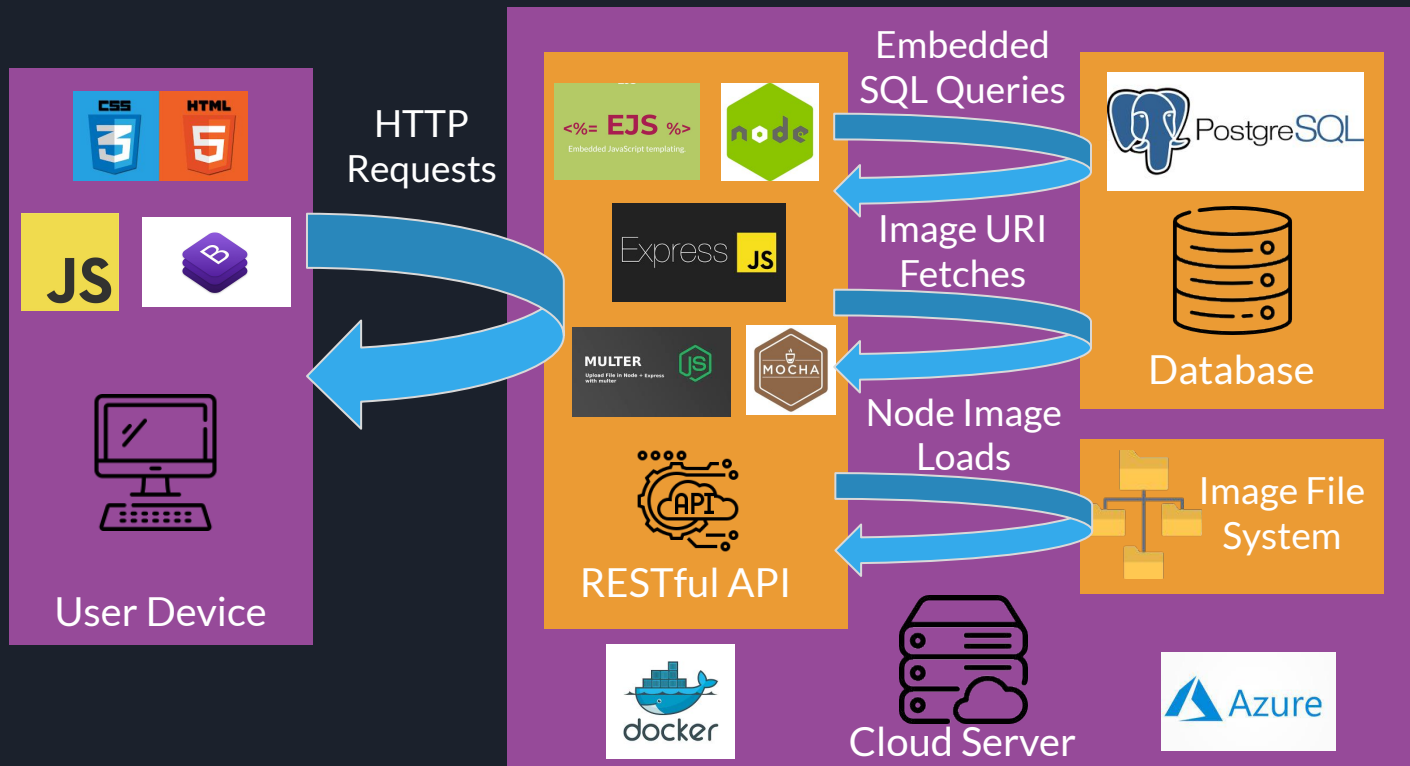 CSS
HTML
3
5
JS
B
User Device
HTTP
Requests
<%= EJS %>
Embedded JavaScript templating.
node
Express JS
MULTER
Upload File in Node + Express
with multer
JS
MOCHA
API
RESTful API
Embedded
SQL Queries
Image URI
Fetches
Node Image
Loads
PostgreSQL
Database
Image File
System
docker
Cloud Server
Azure